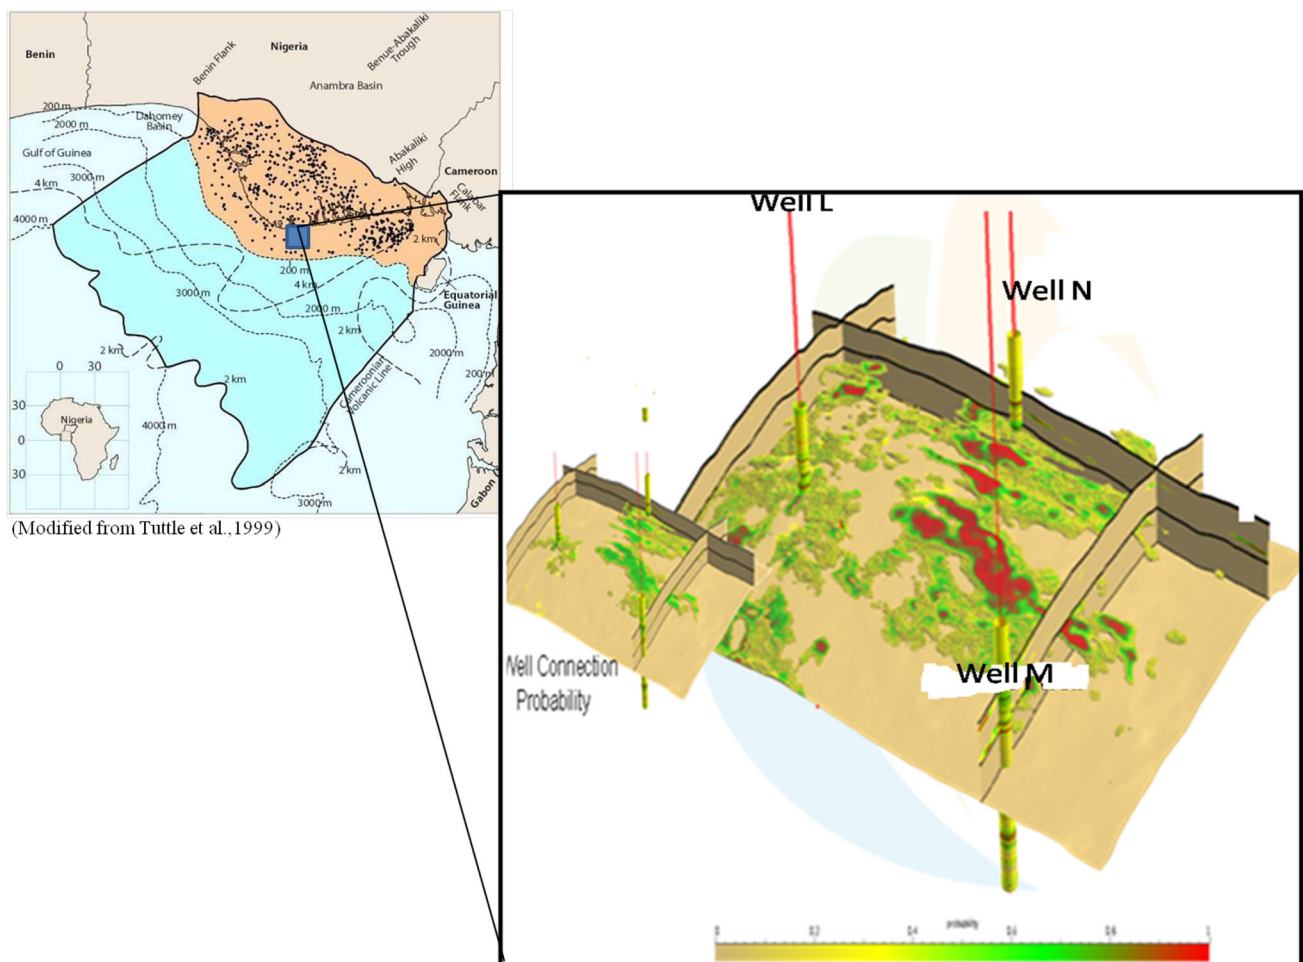 Benin
Nigeria
Benin Flank
Benue-Abakaliki
Trough
Anambra Basin
200 m
2000 m
Dahomey
Basin
Gulf of Guinea
3000 m
4 km
4000 m
Abakaliki
High
Cameroon
Calabar
Flank
2 km
200 m
4 km
3000 m
2000 m
Equatorial
Guinea
2 km
2 km
2000 m
200 m
2 km
Cameroonian
Volcanic Line
4000 m
2 km
3000 m
Gabon
0 30
30
Nigeria
0
30
(Modified from Tuttle et al.,1999)
Well L
Well N
Well M
Well Connection
Probability
probability
0 0.2 0.4 0.6 0.8 1